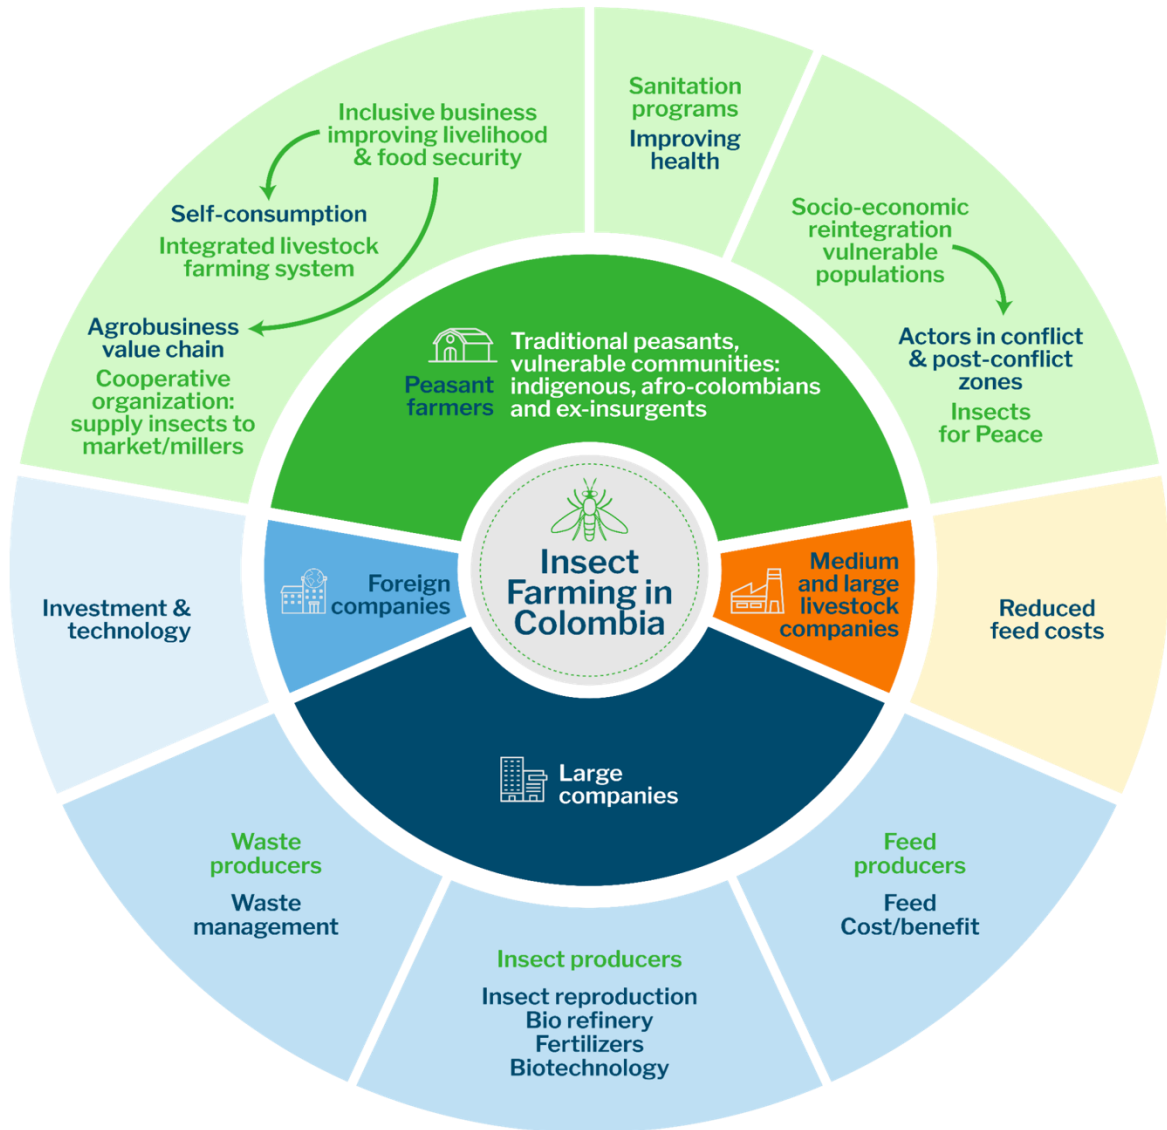 Inclusive business
improving livelihood
& food security
Self-consumption
Integrated livestock
farming system
Agrobusiness
value chain
Cooperative
organization:
supply insects to
market/millers
Sanitation
programs
Improving
health
Socio-economic
reintegration
vulnerable
populations
Actors in conflict
& post-conflict
zones
Insects
for Peace
Peasant
farmers
Traditional peasants,
vulnerable communities:
indigenous, afro-colombians
and ex-insurgents
Insect
Farming in
Colombia
Investment &
technology
Foreign
companies
Medium
and large
livestock
companies
Reduced
feed costs
Large
companies
Waste
producers
Waste
management
Insect producers
Insect reproduction
Bio refinery
Fertilizers
Biotechnology
Feed
producers
Feed
Cost/benefit